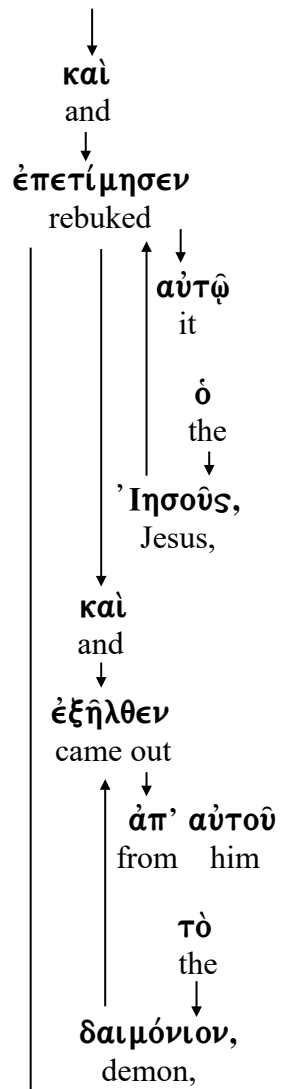 καὶ
and
ἐπετίμησεν
rebuked
αὐτῷ
it
ὁ
the
Ἰησοῦς,
Jesus,
καὶ
and
ἐξῆλθεν
came out
ἀπ’ αὐτοῦ
from him
τὸ
the
δαιμόνιον,
demon,